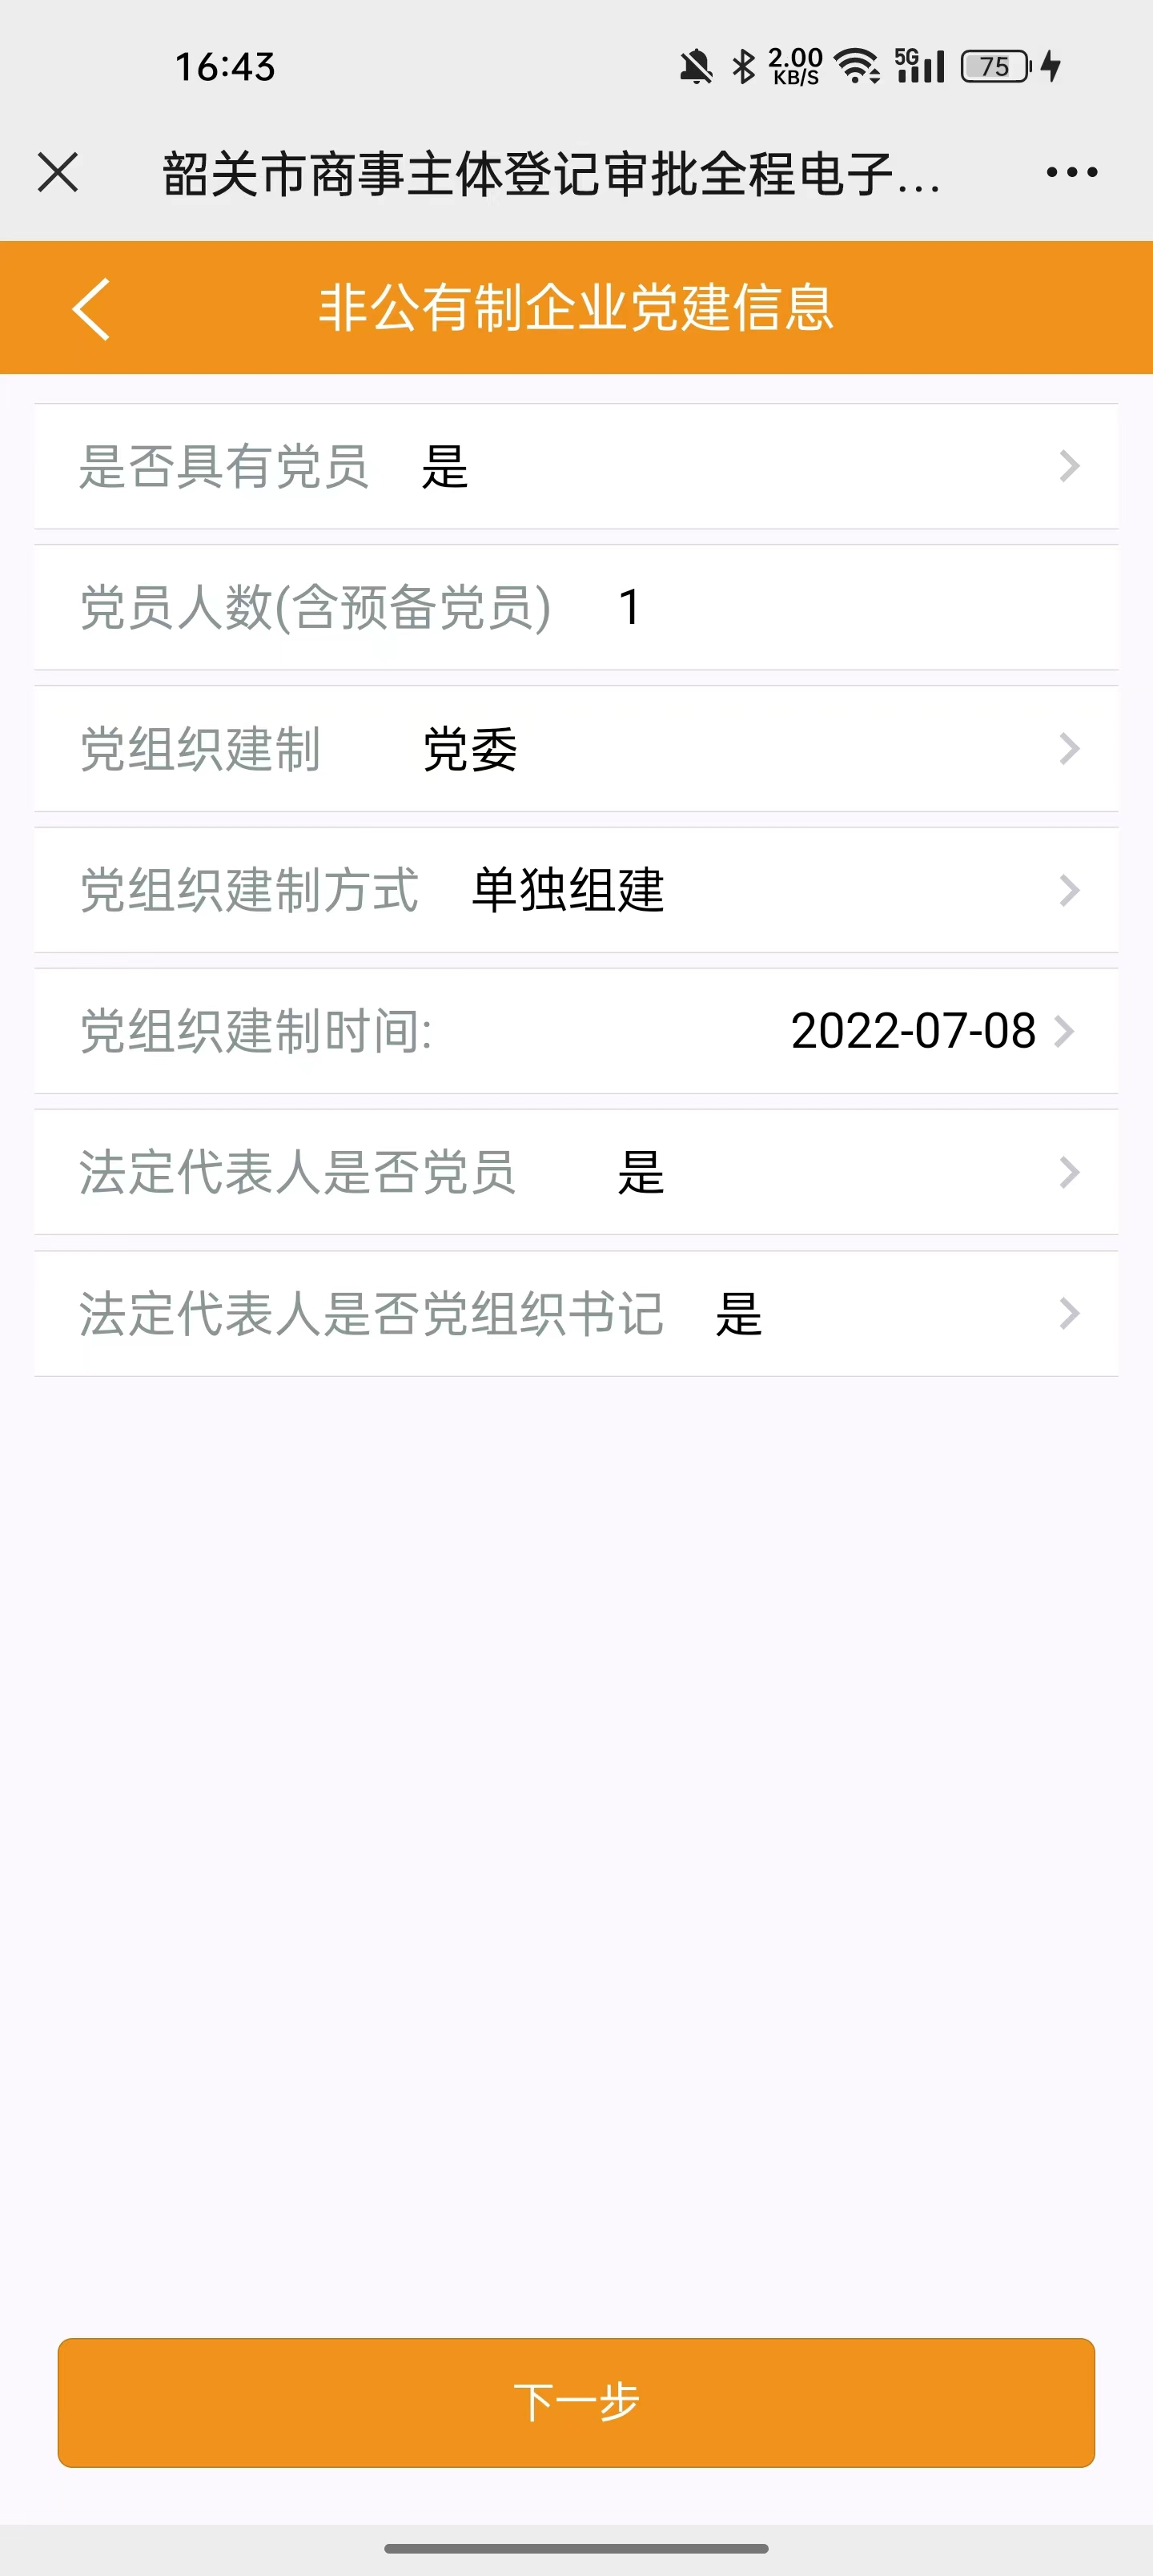 16:43
2.00
KB/S
5G
75
韶关市商事主体登记审批全程电子...
非公有制企业党建信息
是否具有党员 是
党员人数(含预备党员) 1
党组织建制 党委
党组织建制方式 单独组建
党组织建制时间: 2022-07-08
法定代表人是否党员 是
法定代表人是否党组织书记 是
下一步